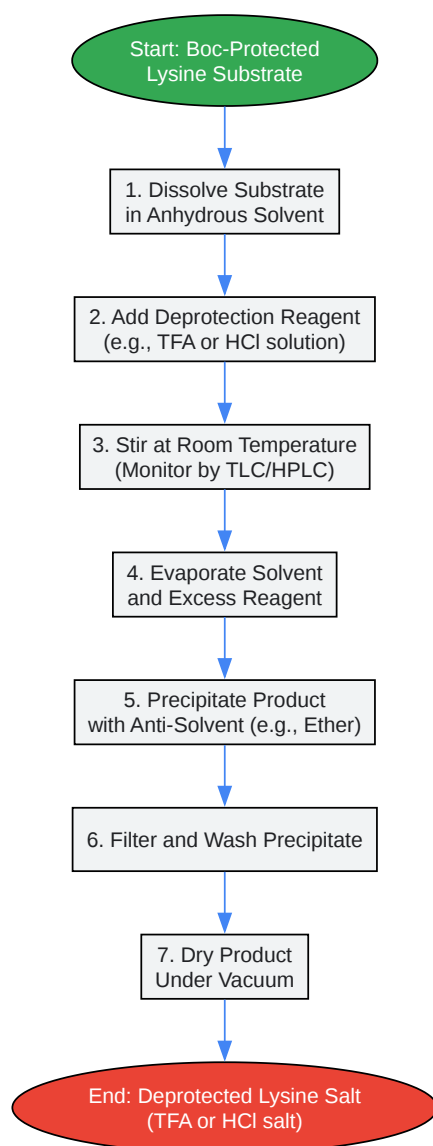 Start: Boc-Protected
Lysine Substrate
1. Dissolve Substrate
in Anhydrous Solvent
2. Add Deprotection Reagent
(e.g., TFA or HCl solution)
3. Stir at Room Temperature
(Monitor by TLC/HPLC)
4. Evaporate Solvent
and Excess Reagent
5. Precipitate Product
with Anti-Solvent (e.g., Ether)
6. Filter and Wash Precipitate
7. Dry Product
Under Vacuum
End: Deprotected Lysine Salt
(TFA or HCl salt)